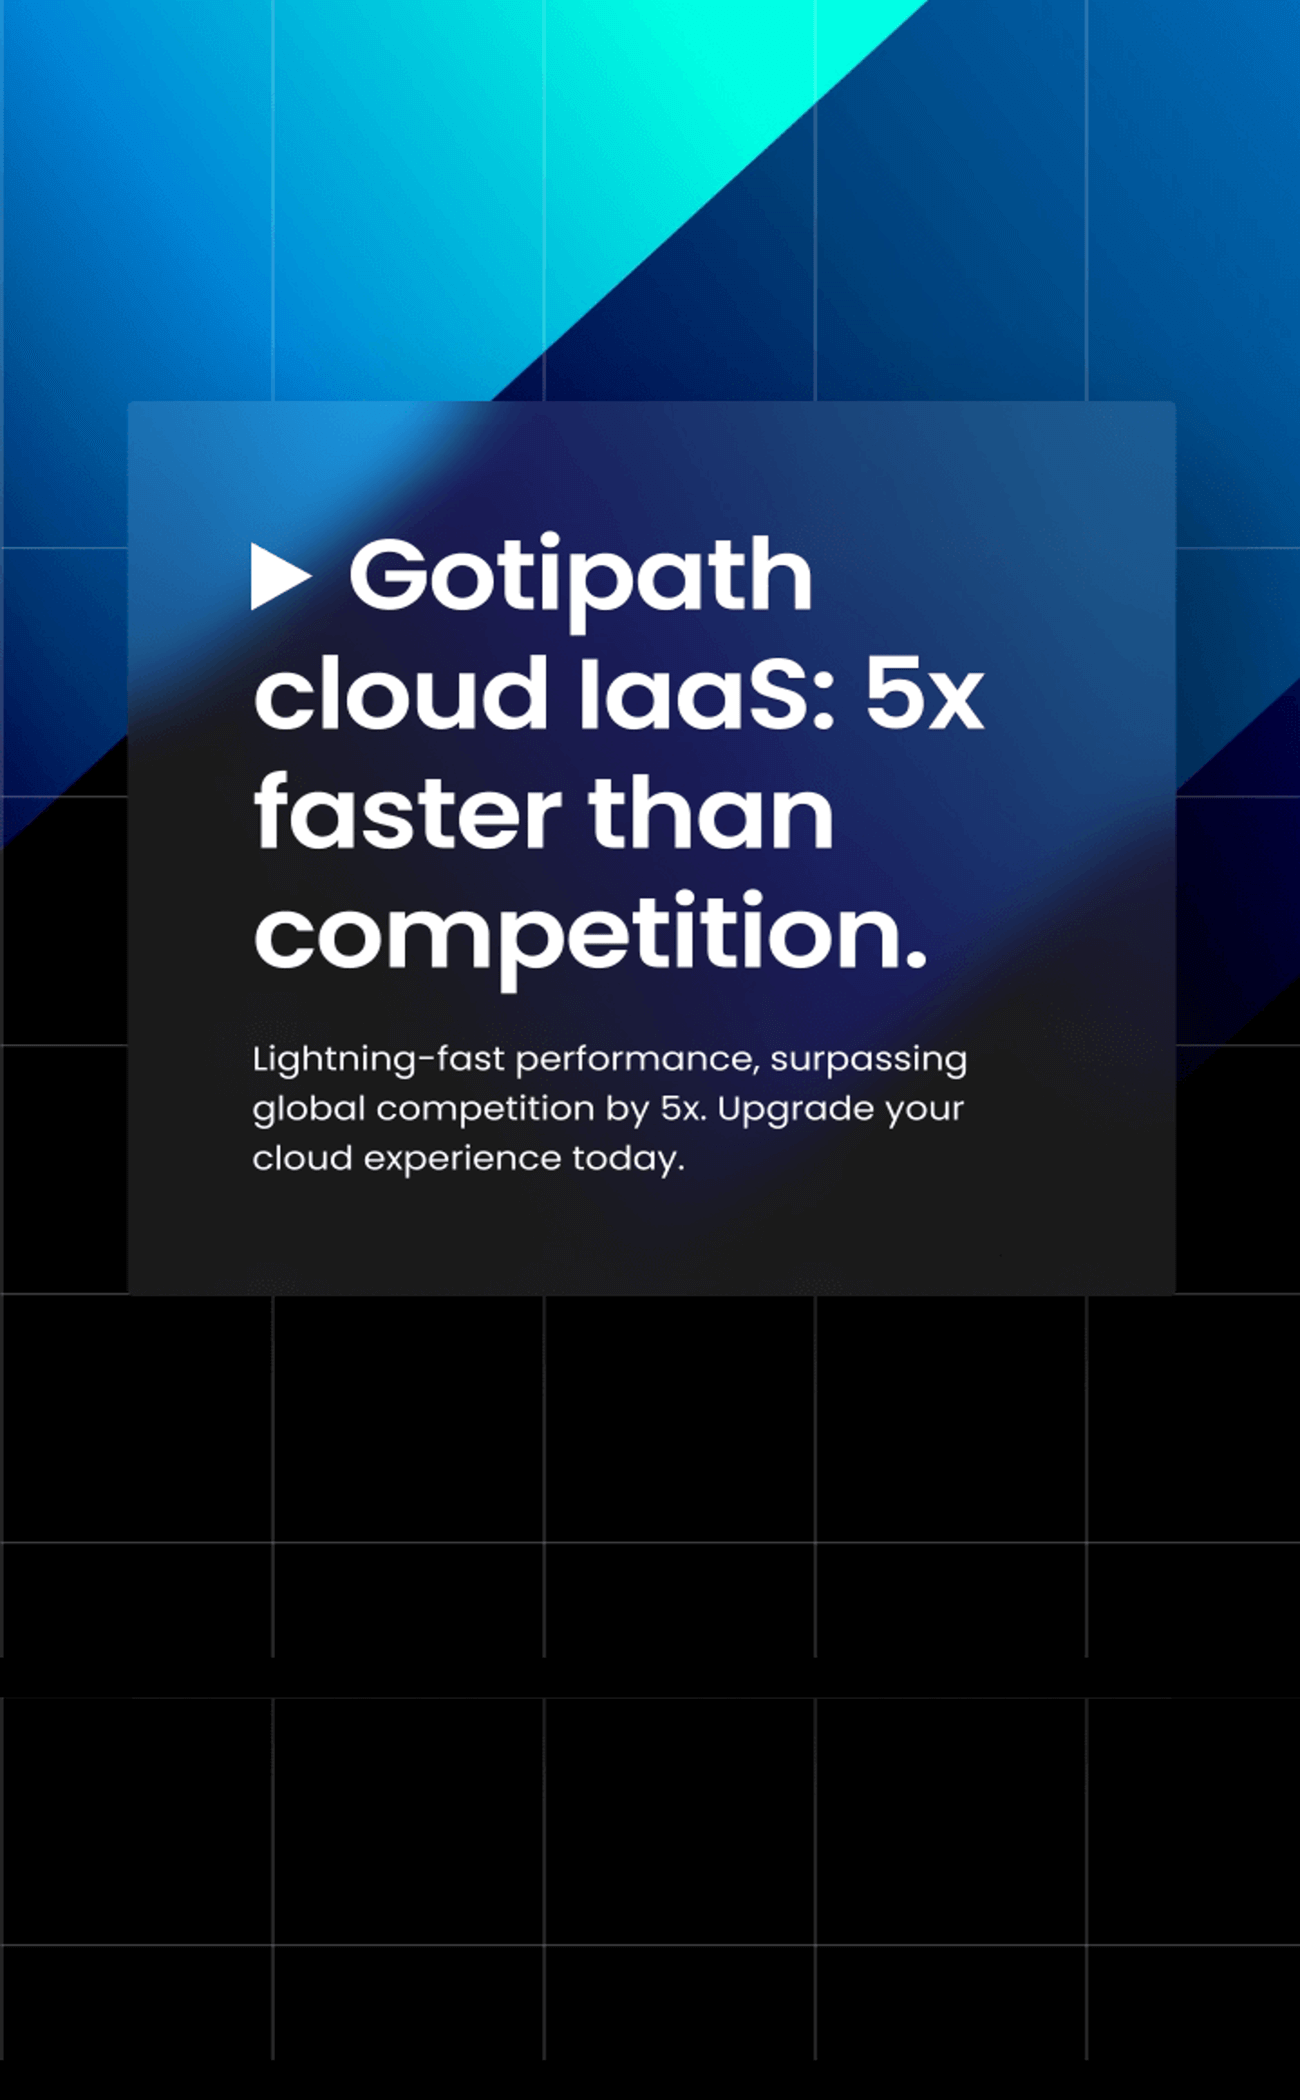 ▶ Gotipath
cloud IaaS: 5x
faster than
competition.
Lightning-fast performance, surpassing
global competition by 5x. Upgrade your
cloud experience today.